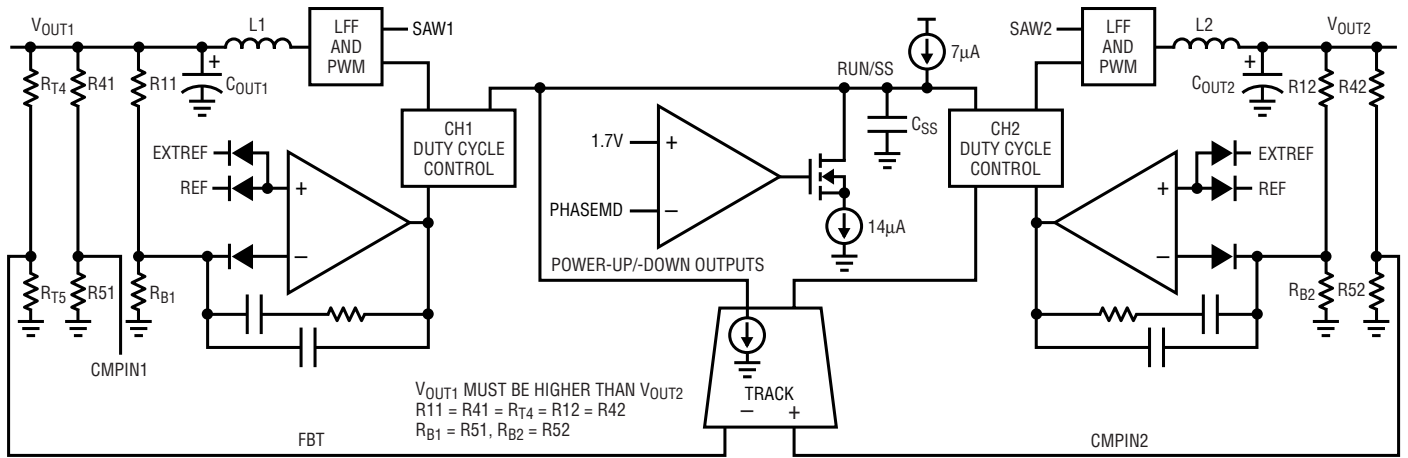 VOUT1
L1
LFF
AND
PWM
SAW1
RT4
R41
R11
+
COUT1
CH1
DUTY CYCLE
CONTROL
EXTREF
REF
+
−
RT5
R51
RB1
CMPIN1
FBT
7µA
RUN/SS
CSS
1.7V
+
PHASEMD
−
14µA
POWER-UP/-DOWN OUTPUTS
TRACK
−
+
VOUT1 MUST BE HIGHER THAN VOUT2
R11 = R41 = RT4 = R12 = R42
RB1 = R51, RB2 = R52
SAW2
LFF
AND
PWM
L2
VOUT2
+
COUT2
R12
R42
CH2
DUTY CYCLE
CONTROL
EXTREF
REF
+
−
RB2
R52
CMPIN2